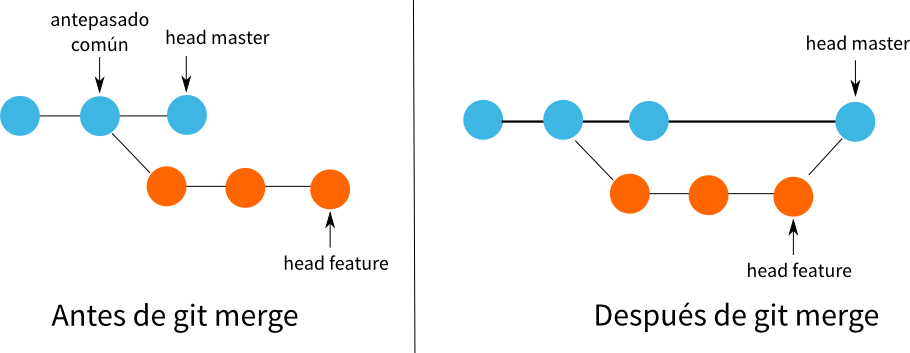 antepasado
común
head master
head feature
Antes de git merge
head master
head feature
Después de git merge